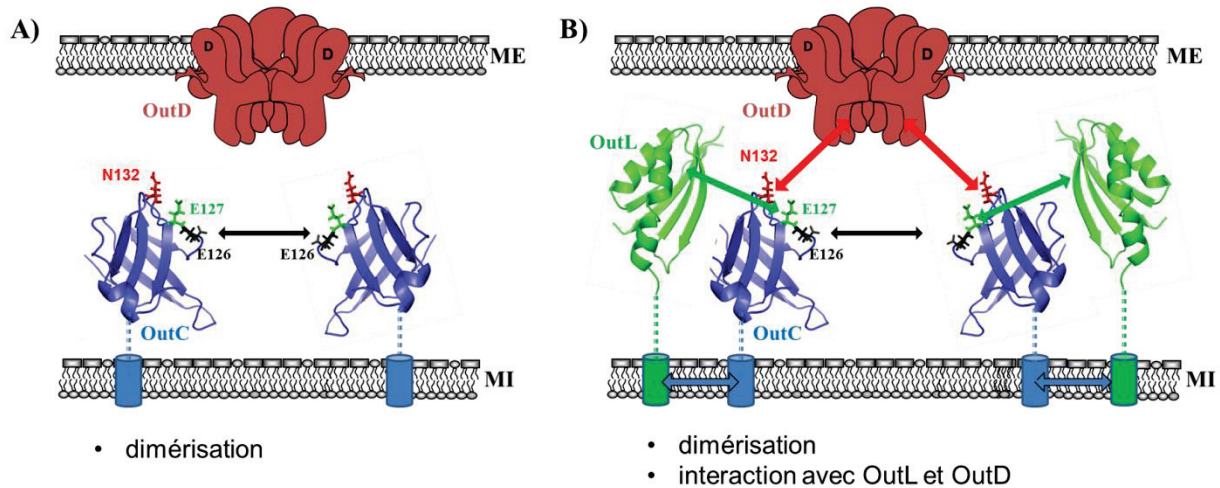 A)
D
D
ME
OutD
N132
E127
E126
E126
OutC
MI
• dimérisation
B)
D
D
ME
OutD
OutL
N132
E127
E126
OutC
MI
• dimérisation
• interaction avec OutL et OutD